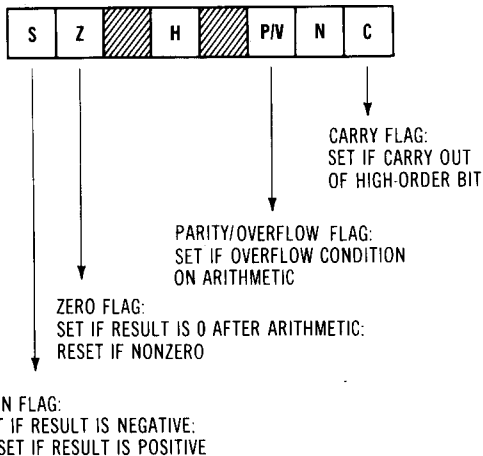 S Z H P/V N C
CARRY FLAG:
SET IF CARRY OUT
OF HIGH-ORDER BIT
PARITY/OVERFLOW FLAG:
SET IF OVERFLOW CONDITION
ON ARITHMETIC
ZERO FLAG:
SET IF RESULT IS 0 AFTER ARITHMETIC:
RESET IF NONZERO
N FLAG:
T IF RESULT IS NEGATIVE:
SET IF RESULT IS POSITIVE